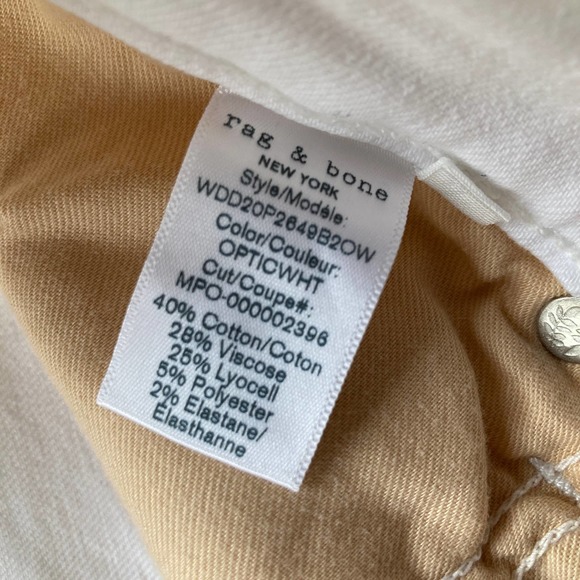 rag & bone
NEW YORK
Style/Modèle:
WDD20P2649B2OW
Color/Couleur:
OPTICWHT
Cut/Coupe#:
MPO-000002396
40% Cotton/Coton
28% Viscose
25% Lyocell
5% Polyester
2% Elastane/
Elasthanne